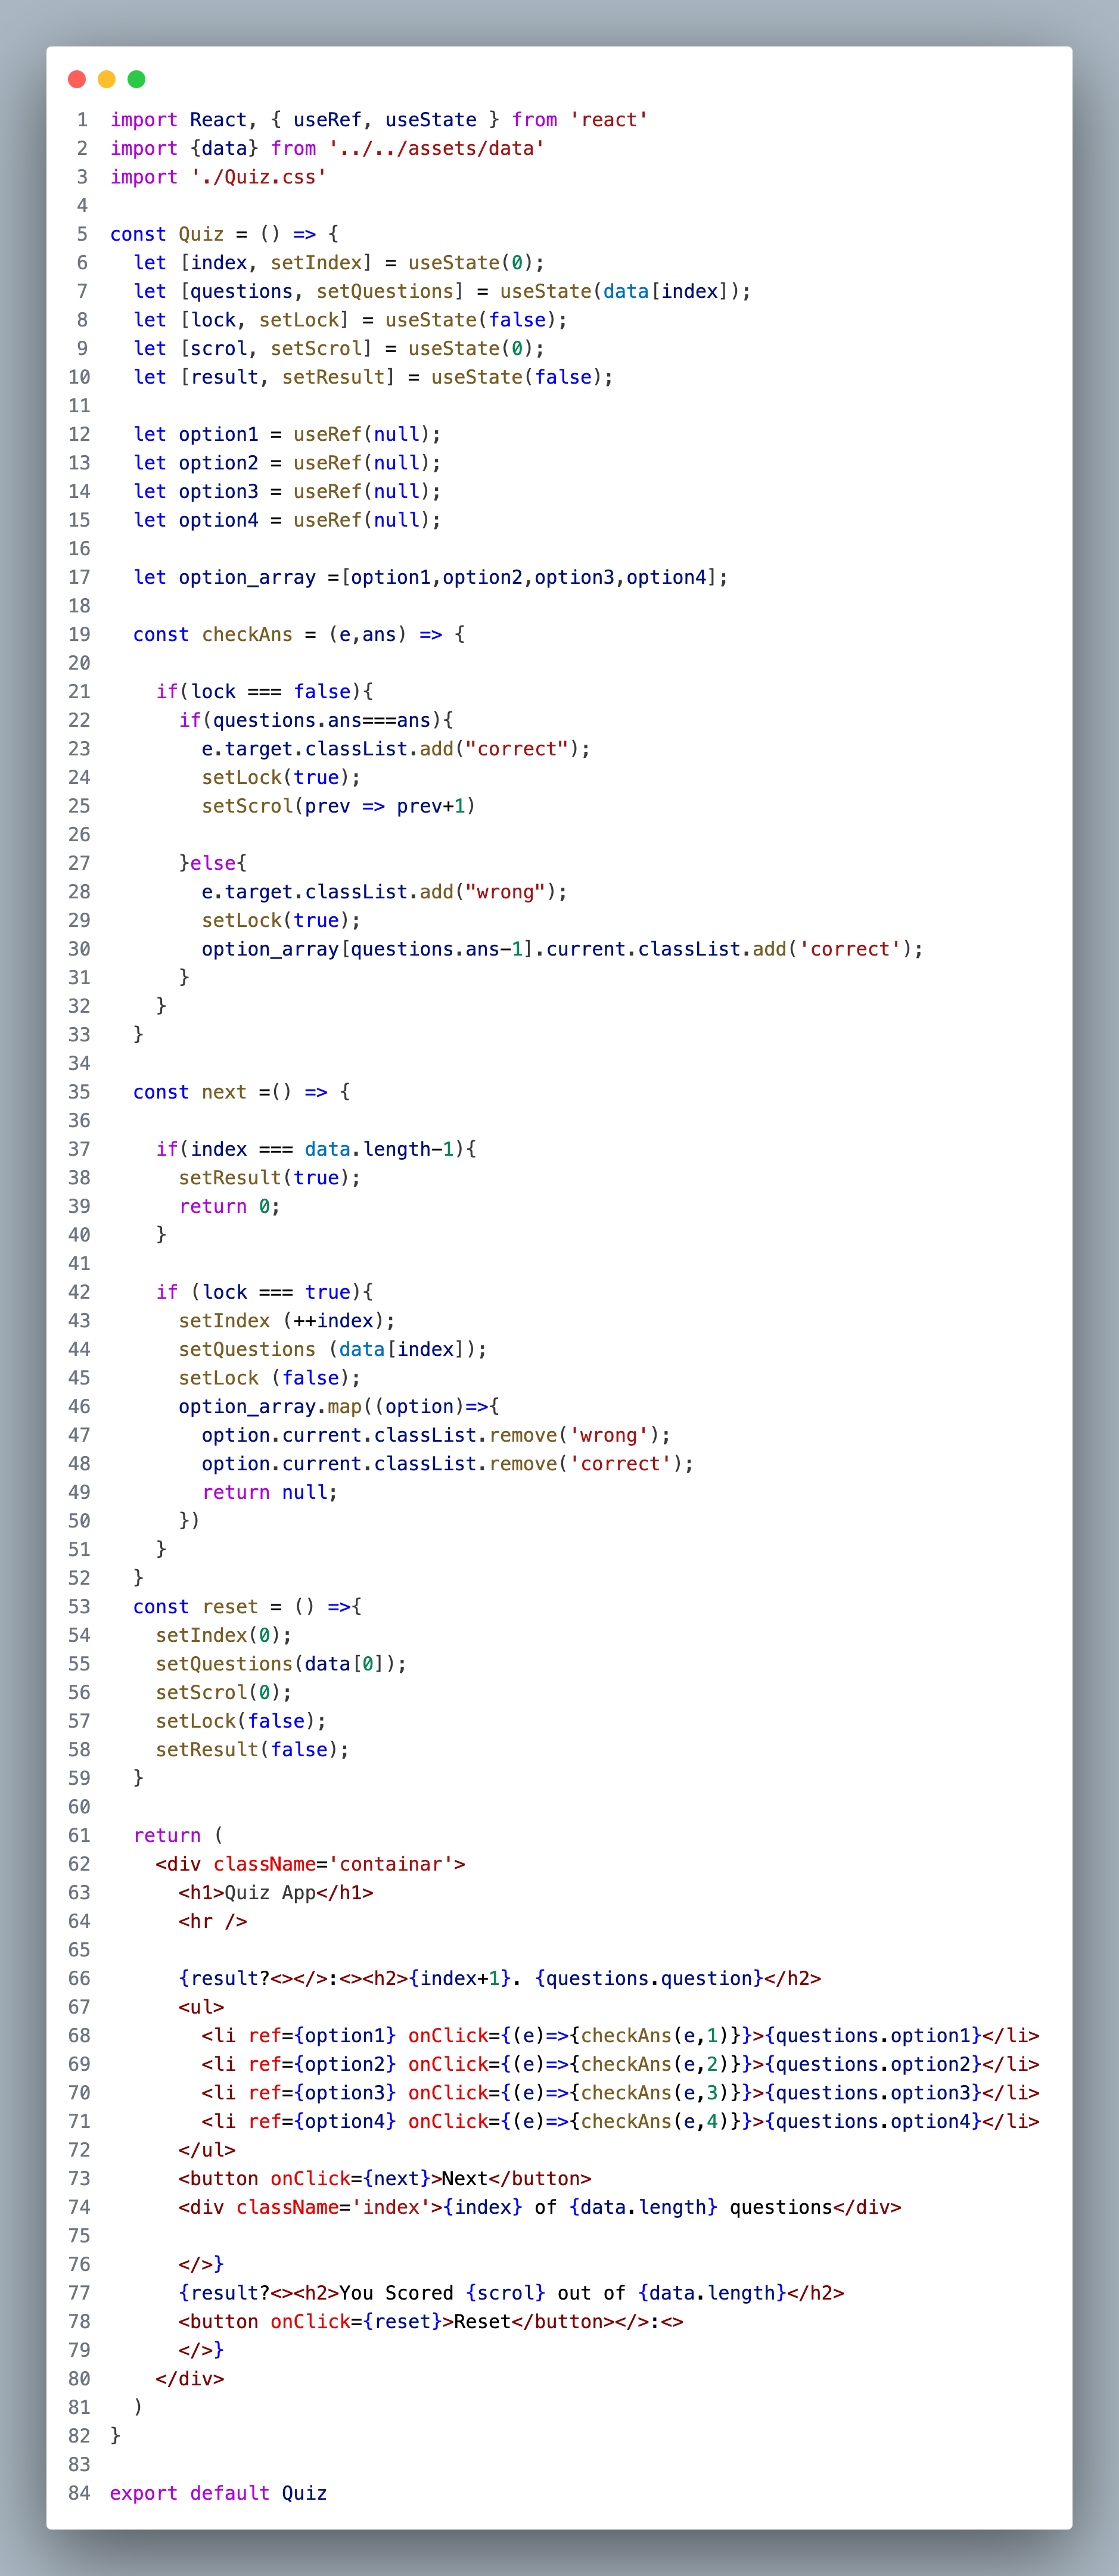 1 import React, { useRef, useState } from 'react'
2 import {data} from '../../assets/data'
3 import './Quiz.css'
4
5 const Quiz = () => {
6   let [index, setIndex] = useState(0);
7   let [questions, setQuestions] = useState(data[index]);
8   let [lock, setLock] = useState(false);
9   let [scrol, setScrol] = useState(0);
10   let [result, setResult] = useState(false);
11
12   let option1 = useRef(null);
13   let option2 = useRef(null);
14   let option3 = useRef(null);
15   let option4 = useRef(null);
16
17   let option_array =[option1,option2,option3,option4];
18
19   const checkAns = (e,ans) => {
20
21     if(lock === false){
22       if(questions.ans===ans){
23         e.target.classList.add("correct");
24         setLock(true);
25         setScrol(prev => prev+1)
26
27       }else{
28         e.target.classList.add("wrong");
29         setLock(true);
30         option_array[questions.ans-1].current.classList.add('correct');
31       }
32     }
33   }
34
35   const next =() => {
36
37     if(index === data.length-1){
38       setResult(true);
39       return 0;
40     }
41
42     if (lock === true){
43       setIndex (++index);
44       setQuestions (data[index]);
45       setLock (false);
46       option_array.map((option)=>{
47         option.current.classList.remove('wrong');
48         option.current.classList.remove('correct');
49         return null;
50       })
51     }
52   }
53   const reset = () =>{
54     setIndex(0);
55     setQuestions(data[0]);
56     setScrol(0);
57     setLock(false);
58     setResult(false);
59   }
60
61   return (
62     <div className='containar'>
63       <h1>Quiz App</h1>
64       <hr />
65
66       {result?<></>:<><h2>{index+1}. {questions.question}</h2>
67       <ul>
68         <li ref={option1} onClick={(e)=>{checkAns(e,1)}}>{questions.option1}</li>
69         <li ref={option2} onClick={(e)=>{checkAns(e,2)}}>{questions.option2}</li>
70         <li ref={option3} onClick={(e)=>{checkAns(e,3)}}>{questions.option3}</li>
71         <li ref={option4} onClick={(e)=>{checkAns(e,4)}}>{questions.option4}</li>
72       </ul>
73       <button onClick={next}>Next</button>
74       <div className='index'>{index} of {data.length} questions</div>
75
76       </>}
77       {result?<><h2>You Scored {scrol} out of {data.length}</h2>
78       <button onClick={reset}>Reset</button></>:<>
79       </>}
80     </div>
81   )
82 }
83
84 export default Quiz